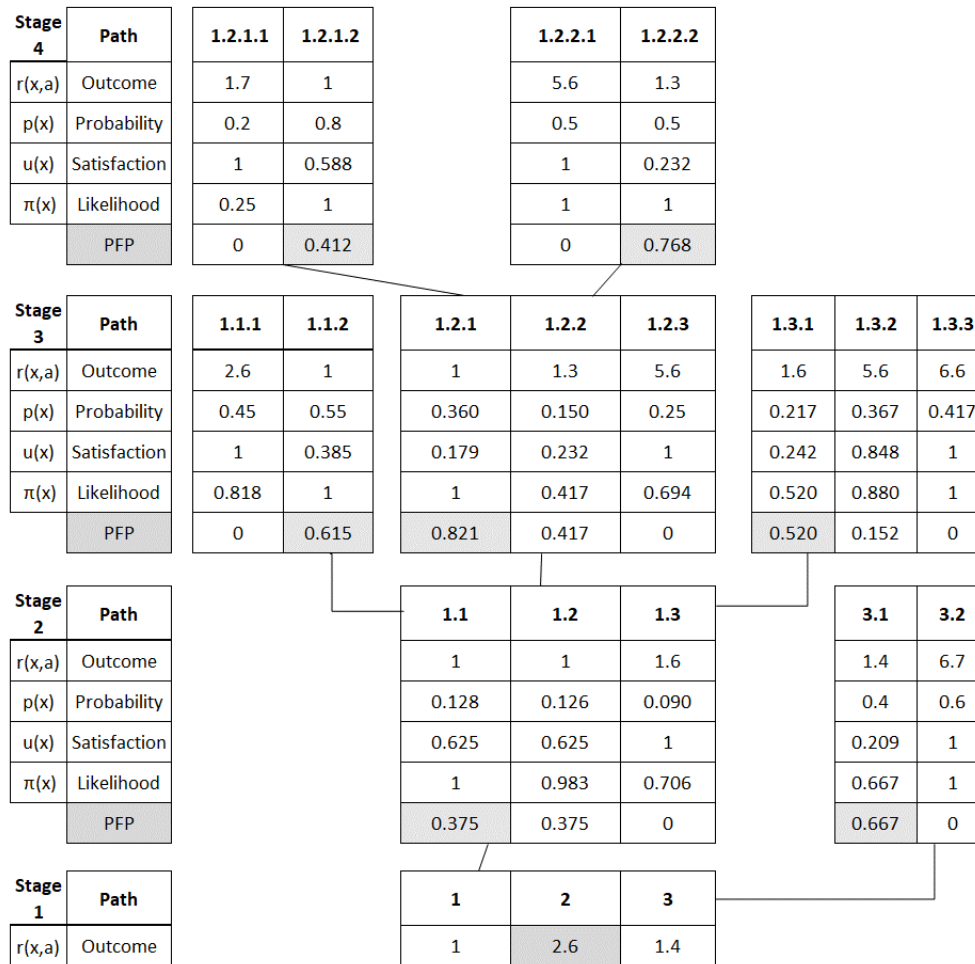 Stage 4 Path 1.2.1.1 1.2.1.2 1.2.2.1 1.2.2.2
r(x,a) Outcome 1.7 1 5.6 1.3
p(x) Probability 0.2 0.8 0.5 0.5
u(x) Satisfaction 1 0.588 1 0.232
π(x) Likelihood 0.25 1 1 1
PFP 0 0.412 0 0.768
Stage 3 Path 1.1.1 1.1.2 1.2.1 1.2.2 1.2.3 1.3.1 1.3.2 1.3.3
r(x,a) Outcome 2.6 1 1 1.3 5.6 1.6 5.6 6.6
p(x) Probability 0.45 0.55 0.360 0.150 0.25 0.217 0.367 0.417
u(x) Satisfaction 1 0.385 0.179 0.232 1 0.242 0.848 1
π(x) Likelihood 0.818 1 1 0.417 0.694 0.520 0.880 1
PFP 0 0.615 0.821 0.417 0 0.520 0.152 0
Stage 2 Path 1.1 1.2 1.3 3.1 3.2
r(x,a) Outcome 1 1 1.6 1.4 6.7
p(x) Probability 0.128 0.126 0.090 0.4 0.6
u(x) Satisfaction 0.625 0.625 1 0.209 1
π(x) Likelihood 1 0.983 0.706 0.667 1
PFP 0.375 0.375 0 0.667 0
Stage 1 Path 1 2 3
r(x,a) Outcome 1 2.6 1.4